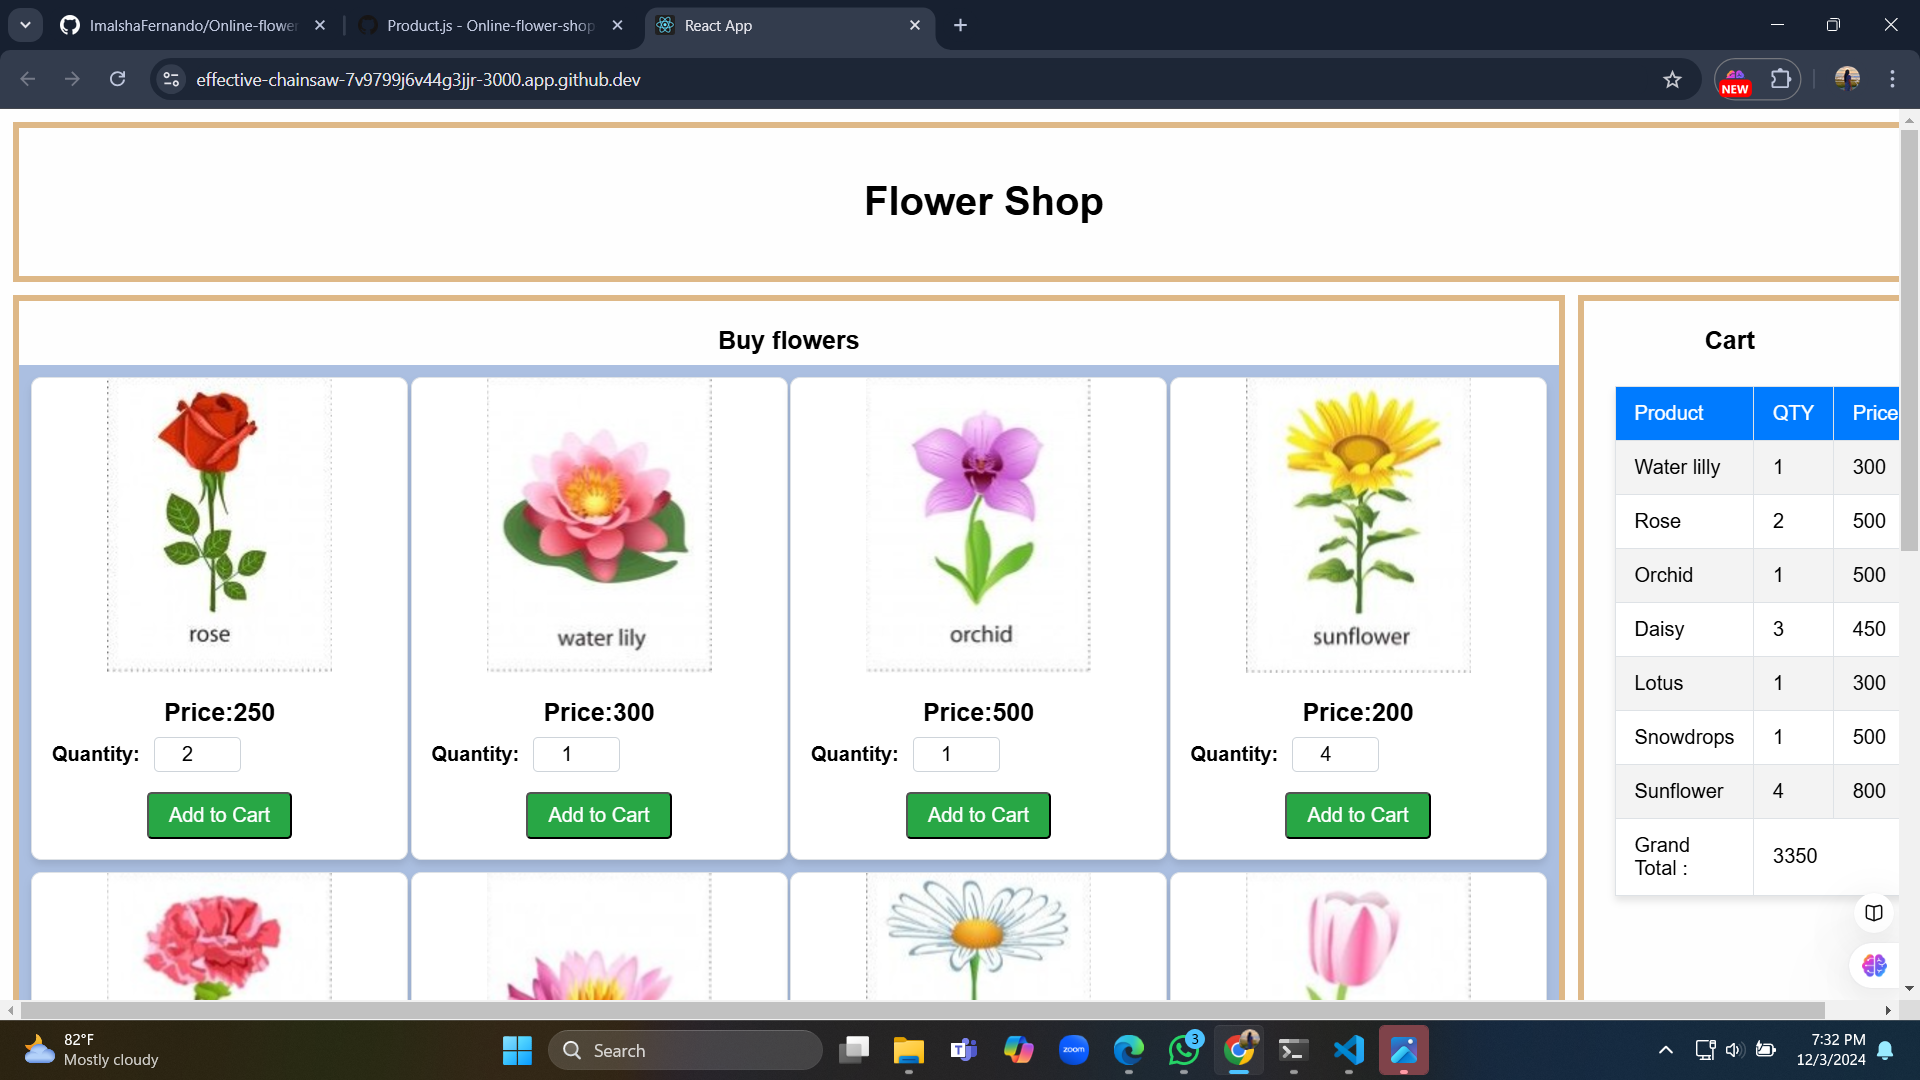 ImalshaFernando/Online-flower
Product.js - Online-flower-shop
React App
effective-chainsaw-7v9799j6v44g3jjr-3000.app.github.dev
NEW
Flower Shop
Buy flowers
Cart
rose
water lily
orchid
sunflower
Price:250
Price:300
Price:500
Price:200
Quantity: 2
Quantity: 1
Quantity: 1
Quantity: 4
Add to Cart
Add to Cart
Add to Cart
Add to Cart
Product QTY Price
Water lilly 1 300
Rose 2 500
Orchid 1 500
Daisy 3 450
Lotus 1 300
Snowdrops 1 500
Sunflower 4 800
Grand
Total :
3350
82°F
Mostly cloudy
Search
zoom
3
7:32 PM
12/3/2024